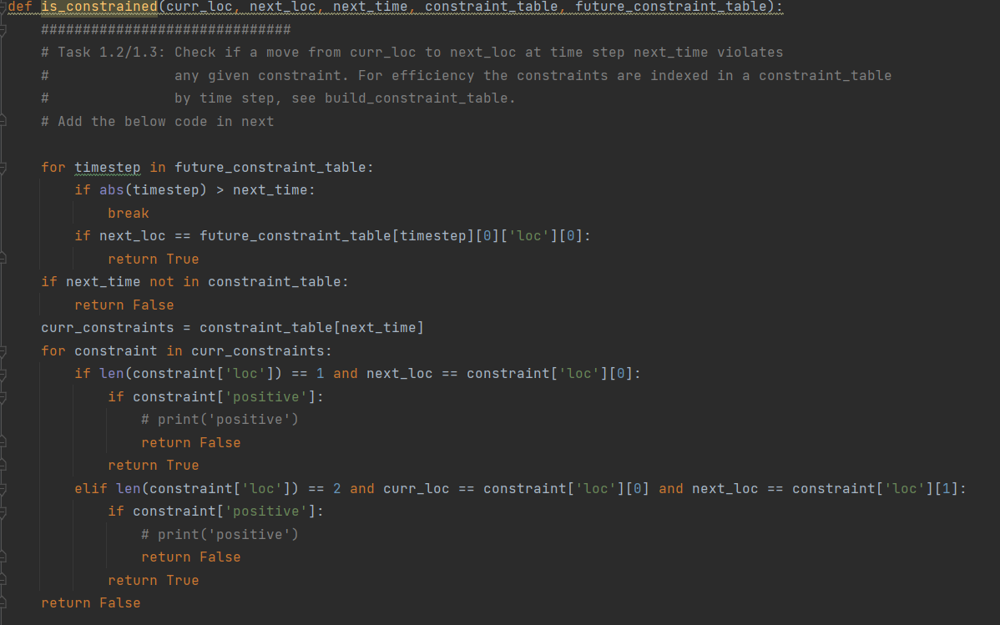 def is_constrained(curr_loc, next_loc, next_time, constraint_table, future_constraint_table):
    ##############################
    # Task 1.2/1.3: Check if a move from curr_loc to next_loc at time step next_time violates
    #               any given constraint. For efficiency the constraints are indexed in a constraint_table
    #               by time step, see build_constraint_table.
    # Add the below code in next

    for timestep in future_constraint_table:
        if abs(timestep) > next_time:
            break
        if next_loc == future_constraint_table[timestep][0]['loc'][0]:
            return True
    if next_time not in constraint_table:
        return False
    curr_constraints = constraint_table[next_time]
    for constraint in curr_constraints:
        if len(constraint['loc']) == 1 and next_loc == constraint['loc'][0]:
            if constraint['positive']:
                # print('positive')
                return False
            return True
        elif len(constraint['loc']) == 2 and curr_loc == constraint['loc'][0] and next_loc == constraint['loc'][1]:
            if constraint['positive']:
                # print('positive')
                return False
            return True
    return False